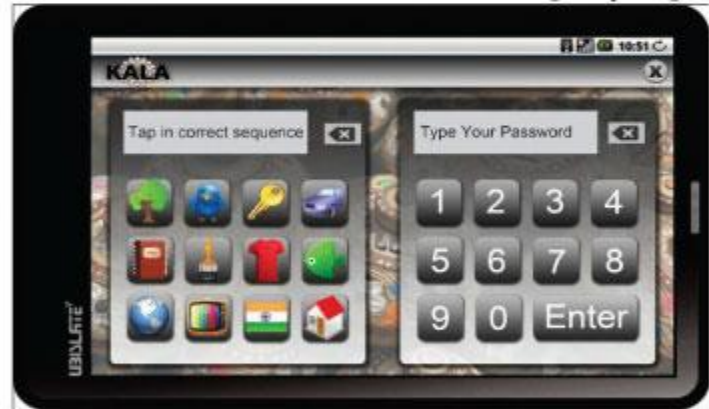 10:51
KALA
X
Tap in correct sequence
Type Your Password
1 2 3 4
5 6 7 8
9 0 Enter
UBISLATE